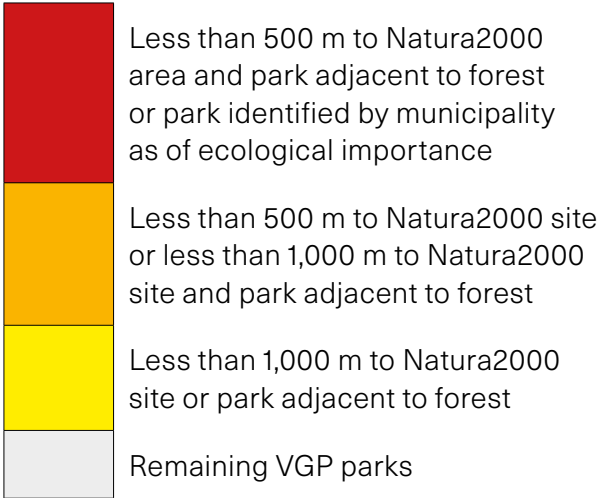 Less than 500 m to Natura2000
area and park adjacent to forest
or park identified by municipality
as of ecological importance
Less than 500 m to Natura2000 site
or less than 1,000 m to Natura2000
site and park adjacent to forest
Less than 1,000 m to Natura2000
site or park adjacent to forest
Remaining VGP parks